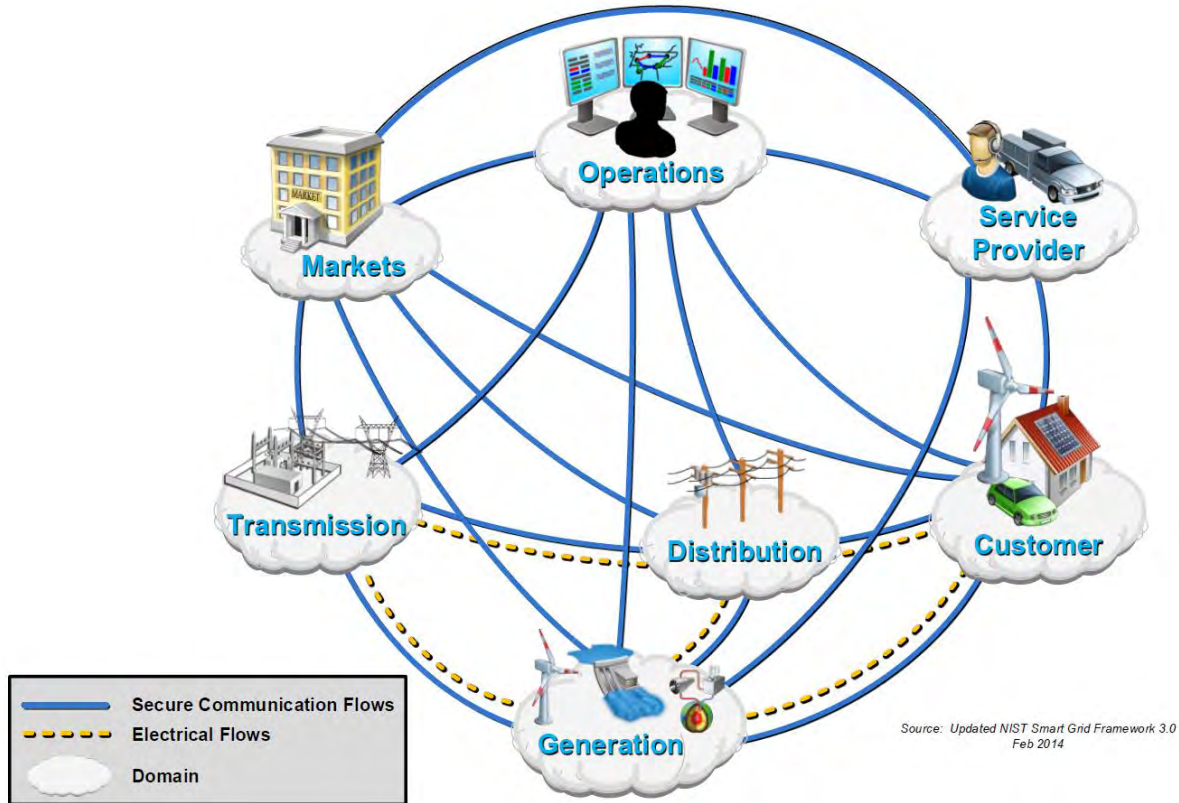 Operations
MARKET
Markets
Service
Provider
Transmission
Distribution
Customer
Generation
Secure Communication Flows
Electrical Flows
Domain
Source: Updated NIST Smart Grid Framework 3.0
Feb 2014